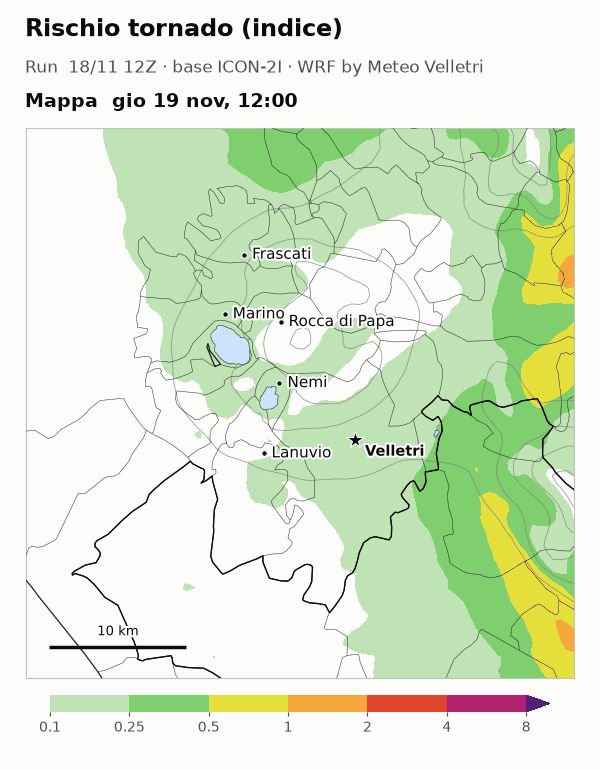 Rischio tornado (indice)
Run  18/11 12Z · base ICON-2I · WRF by Meteo Velletri
Mappa  gio 19 nov, 12:00
Frascati
Marino
Rocca di Papa
Nemi
Velletri
Lanuvio
10 km
0.1 0.25 0.5 1 2 4 8